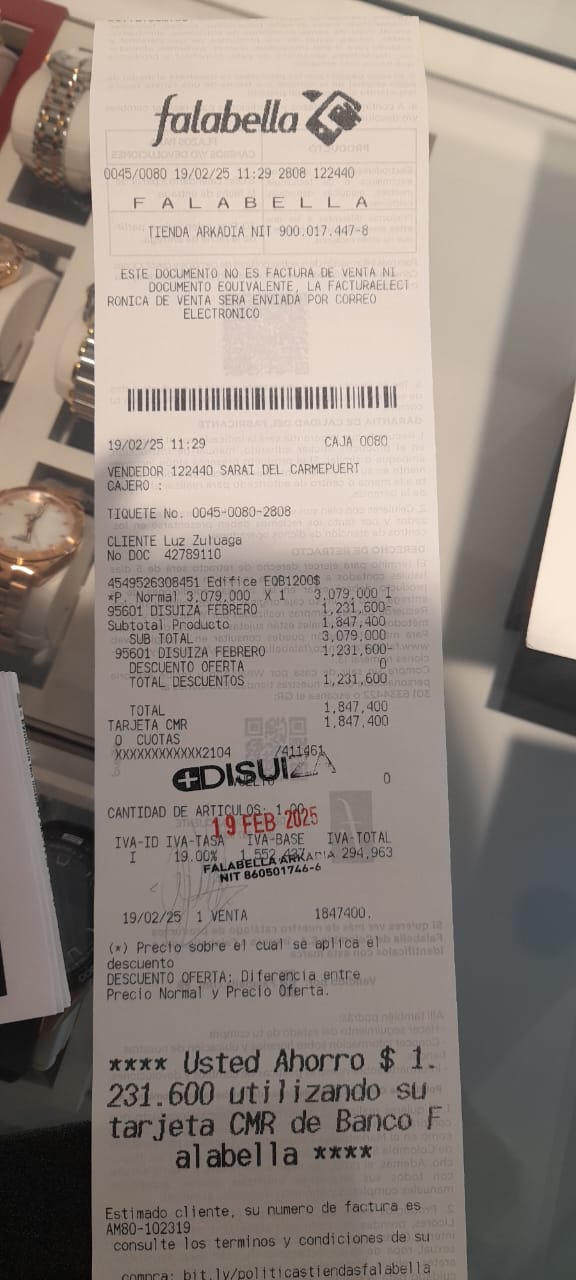 falabella
0045/0080 19/02/25 11:29 2808 122440
F A L A B E L L A
TIENDA ARKADIA NIT 900.017.447-8
ESTE DOCUMENTO NO ES FACTURA DE VENTA NI
DOCUMENTO EQUIVALENTE, LA FACTURAELECT
RONICA DE VENTA SERA ENVIADA POR CORREO
ELECTRONICO
19/02/25 11:29 CAJA 0080
VENDEDOR 122440 SARAI DEL CARMEPUERT
CAJERO :
TIQUETE No. 0045-0080-2808
CLIENTE Luz Zuluaga
No DOC 42789110
4549526308451 Edifice EQB1200$
*P. Normal 3,079,000 X 1 3,079,000 I
95601 DISUIZA FEBRERO 1,231,600-
Subtotal Producto 1,847,400
SUB TOTAL 3,079,000
95601 DISUIZA FEBRERO 1,231,600-
DESCUENTO OFERTA 0
TOTAL DESCUENTOS 1,231,600
TOTAL 1,847,400
TARJETA CMR 1,847,400
0 CUOTAS
XXXXXXXXXXXX2104 /411461
DISUIZA
VUELTO 0
CANTIDAD DE ARTICULOS: 1.00
19 FEB 2025
IVA-ID IVA-TASA IVA-BASE IVA-TOTAL
I 19.00% 1,552,437 294,963
FALABELLA ARKADIA
NIT 860501746-6
19/02/25 1 VENTA 1847400.
(*) Precio sobre el cual se aplica el
descuento
DESCUENTO OFERTA: Diferencia entre
Precio Normal y Precio Oferta.
**** Usted Ahorro $ 1.
231.600 utilizando su
tarjeta CMR de Banco F
alabella ****
Estimado cliente, su numero de factura es
AM80-102319
consulte los terminos y condiciones de su
compra: bit.ly/politicastiendasfalabella